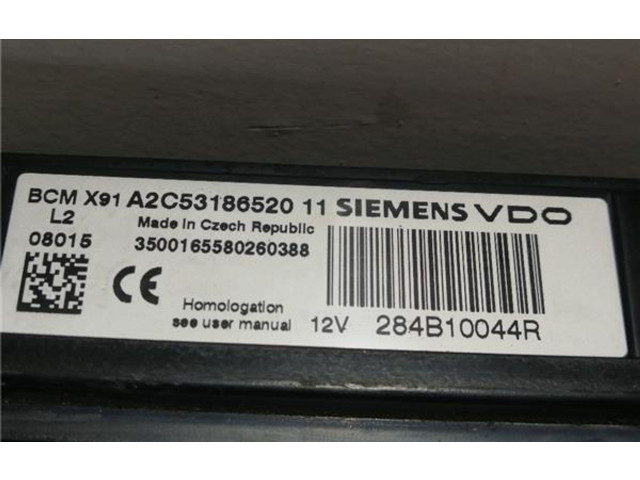 BCM X91 A2C53186520 11 SIEMENS VDO
L2 Made in Czech Republic
08015 3500165580260388
CE
Homologation
see user manual 12V 284B10044R